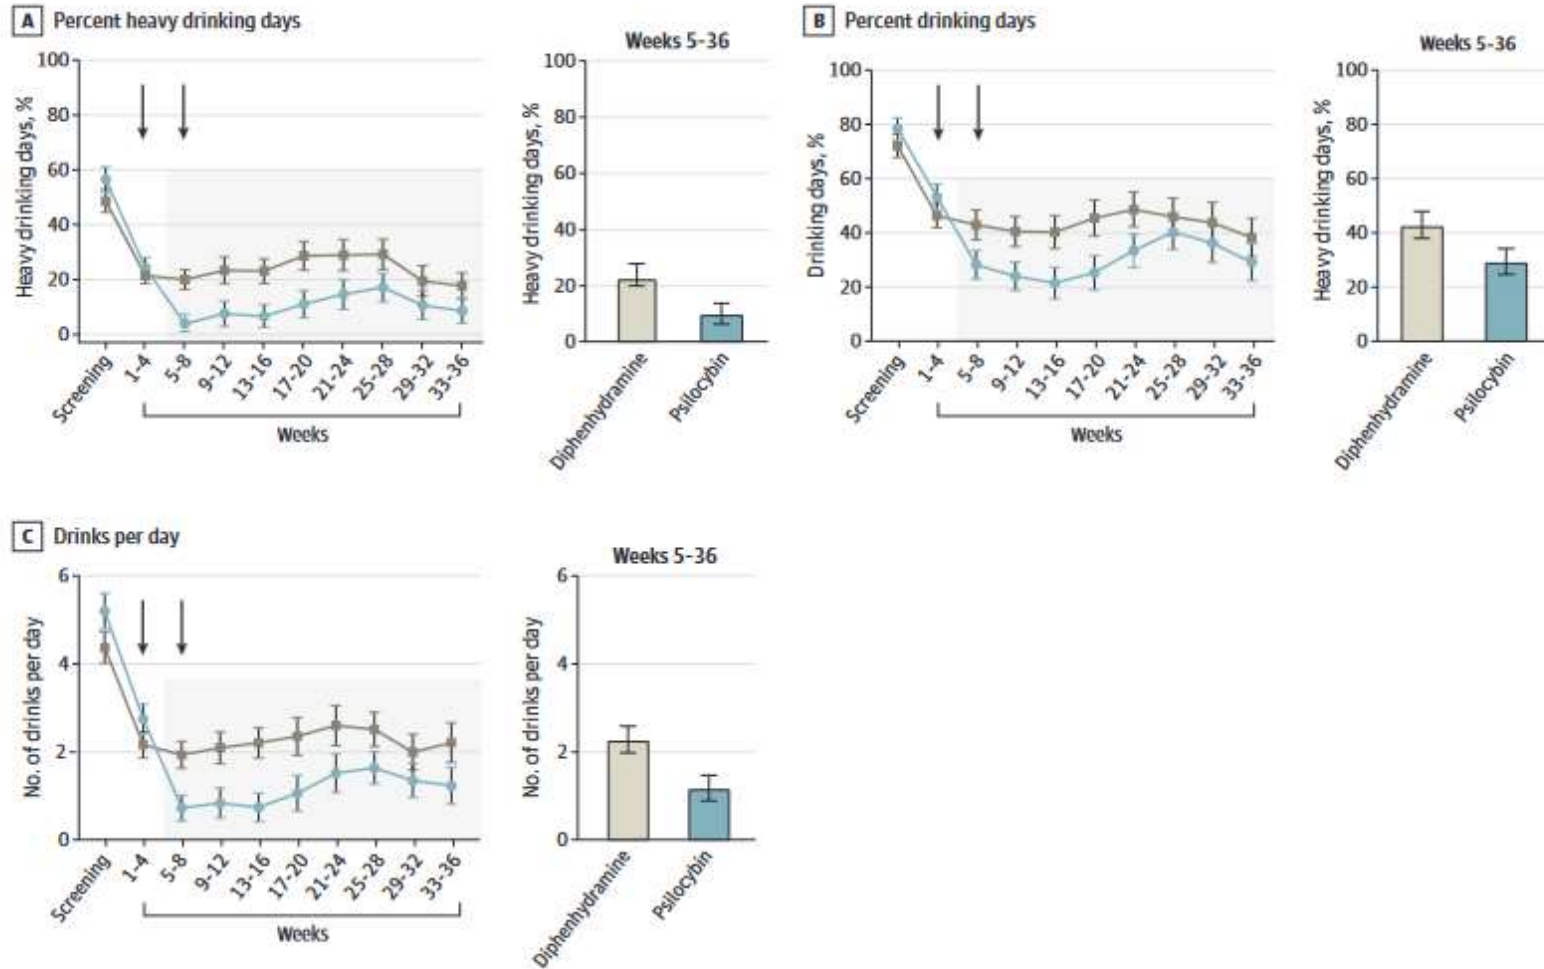 A Percent heavy drinking days
Heavy drinking days, %
100
80
60
40
20
0
Screening
1-4
5-8
9-12
13-16
17-20
21-24
25-28
29-32
33-36
Weeks
Weeks 5-36
Heavy drinking days, %
100
80
60
40
20
0
Diphenhydramine
Psilocybin
B Percent drinking days
Drinking days, %
100
80
60
40
20
0
Screening
1-4
5-8
9-12
13-16
17-20
21-24
25-28
29-32
33-36
Weeks
Weeks 5-36
Heavy drinking days, %
100
80
60
40
20
0
Diphenhydramine
Psilocybin
C Drinks per day
No. of drinks per day
6
4
2
0
Screening
1-4
5-8
9-12
13-16
17-20
21-24
25-28
29-32
33-36
Weeks
Weeks 5-36
No. of drinks per day
6
4
2
0
Diphenhydramine
Psilocybin